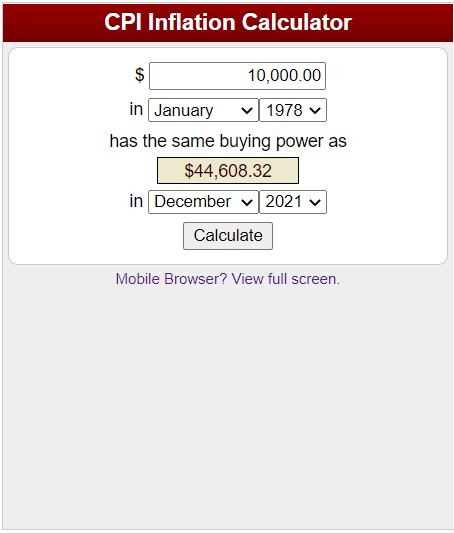 CPI Inflation Calculator
$ 10,000.00
in January 1978
has the same buying power as
$44,608.32
in December 2021
Calculate
Mobile Browser? View full screen.